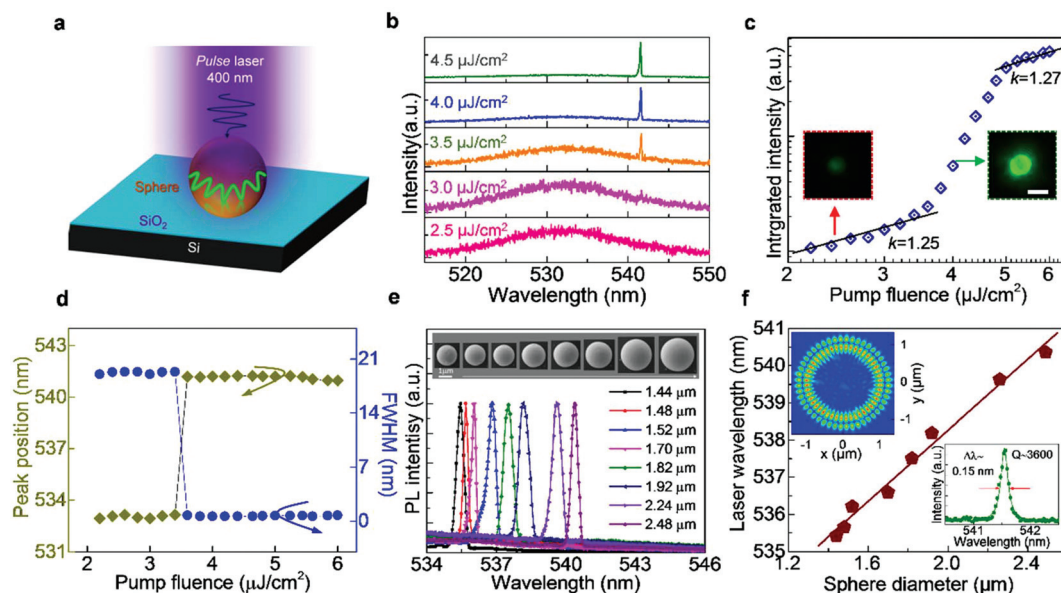 a
Pulse laser
400 nm
Sphere
SiO2
Si
b
4.5 μJ/cm2
4.0 μJ/cm2
3.5 μJ/cm2
3.0 μJ/cm2
2.5 μJ/cm2
Intensity(a.u.)
520 530 540 550
Wavelength (nm)
c
k=1.27
k=1.25
Intrgrated intensity (a.u.)
2 3 4 5 6
Pump fluence (μJ/cm2)
d
543
541
539
537
535
533
531
Peak position (nm)
21
14
7
0
FWHM (nm)
2 3 4 5 6
Pump fluence (μJ/cm2)
e
1μm
1.44 μm
1.48 μm
1.52 μm
1.70 μm
1.82 μm
1.92 μm
2.24 μm
2.48 μm
PL intentisy (a.u.)
534 537 540 543 546
Wavelength (nm)
f
541
540
539
538
537
536
535
Laser wavelength (nm)
1
0
-1
y (μm)
-1 0 1
x (μm)
Δλ~
0.15 nm
Q~3600
Intensity (a.u.)
541 542
Wavelength (nm)
1.2 1.6 2.0 2.4
Sphere diameter (μm)